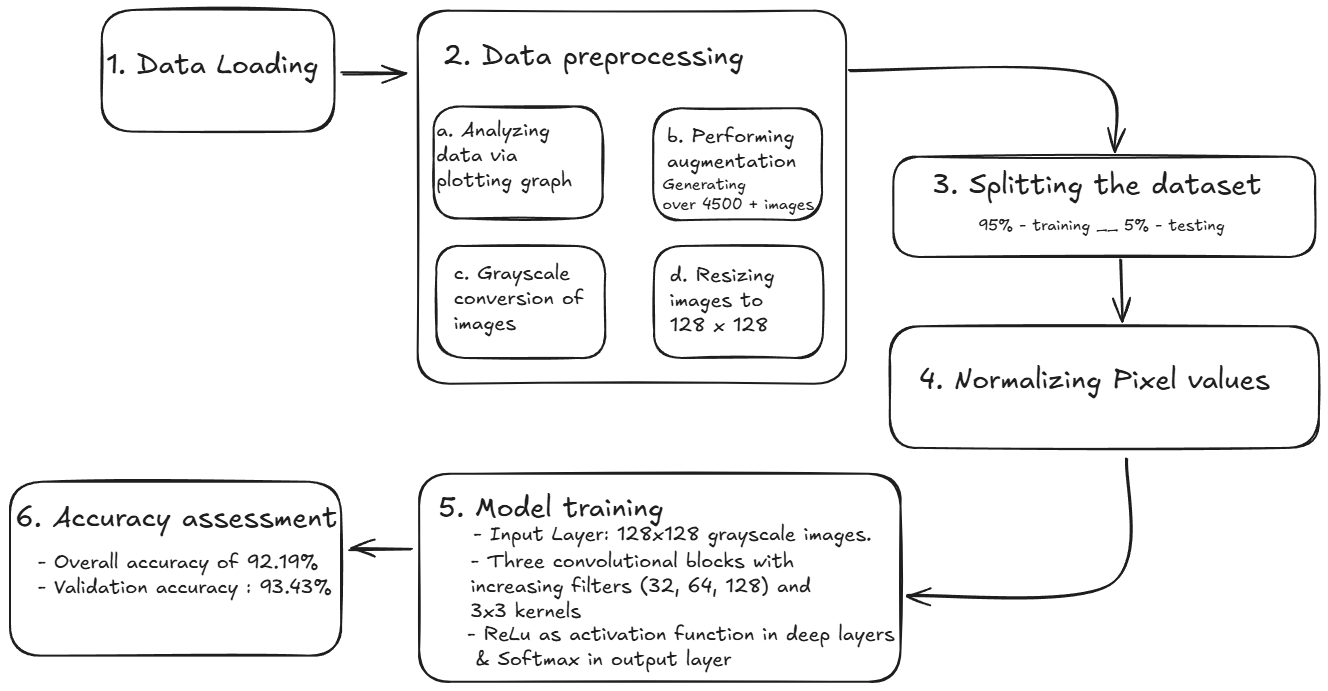 1. Data Loading
2. Data preprocessing
a. Analyzing
data via
plotting graph
b. Performing
augmentation
Generating
over 4500 + images
c. Grayscale
conversion of
images
d. Resizing
images to
128 x 128
3. Splitting the dataset
95% - training __ 5% - testing
4. Normalizing Pixel values
5. Model training
- Input Layer: 128x128 grayscale images.
- Three convolutional blocks with
increasing filters (32, 64, 128) and
3x3 kernels
- ReLu as activation function in deep layers
& Softmax in output layer
6. Accuracy assessment
- Overall accuracy of 92.19%
- Validation accuracy : 93.43%